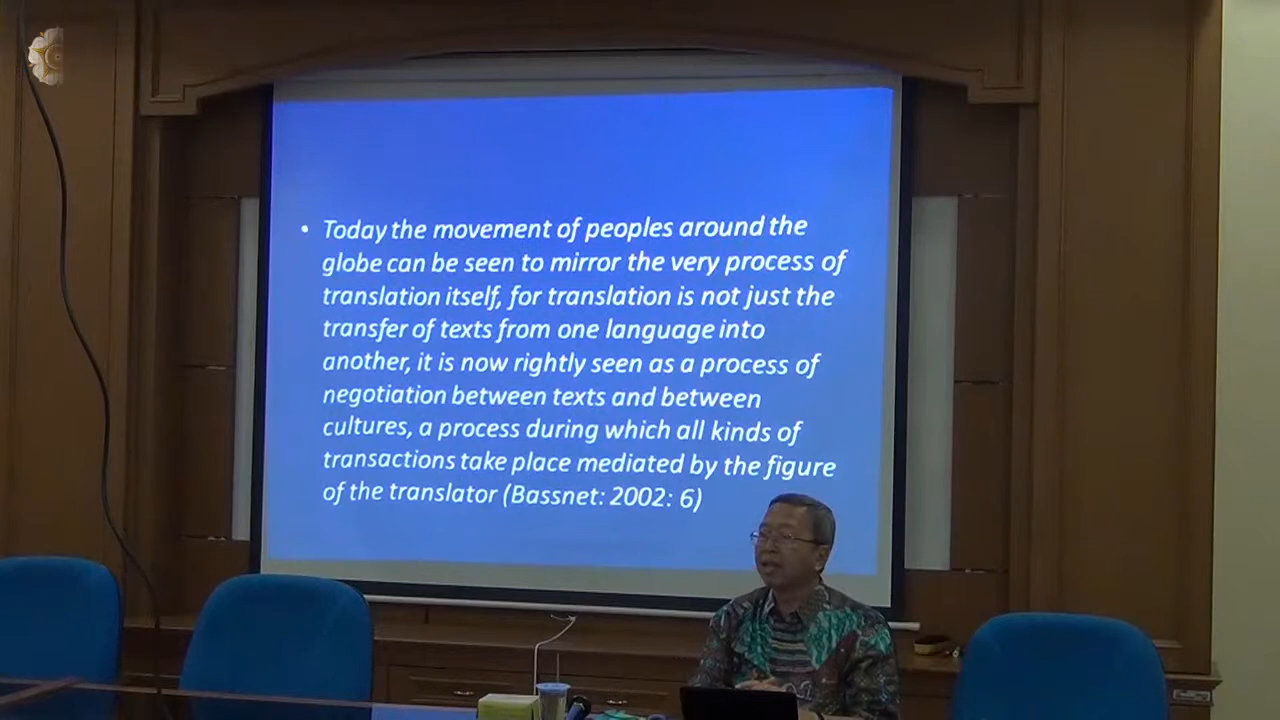 • Today the movement of peoples around the
globe can be seen to mirror the very process of
translation itself, for translation is not just the
transfer of texts from one language into
another, it is now rightly seen as a process of
negotiation between texts and between
cultures, a process during which all kinds of
transactions take place mediated by the figure
of the translator (Bassnet: 2002: 6)